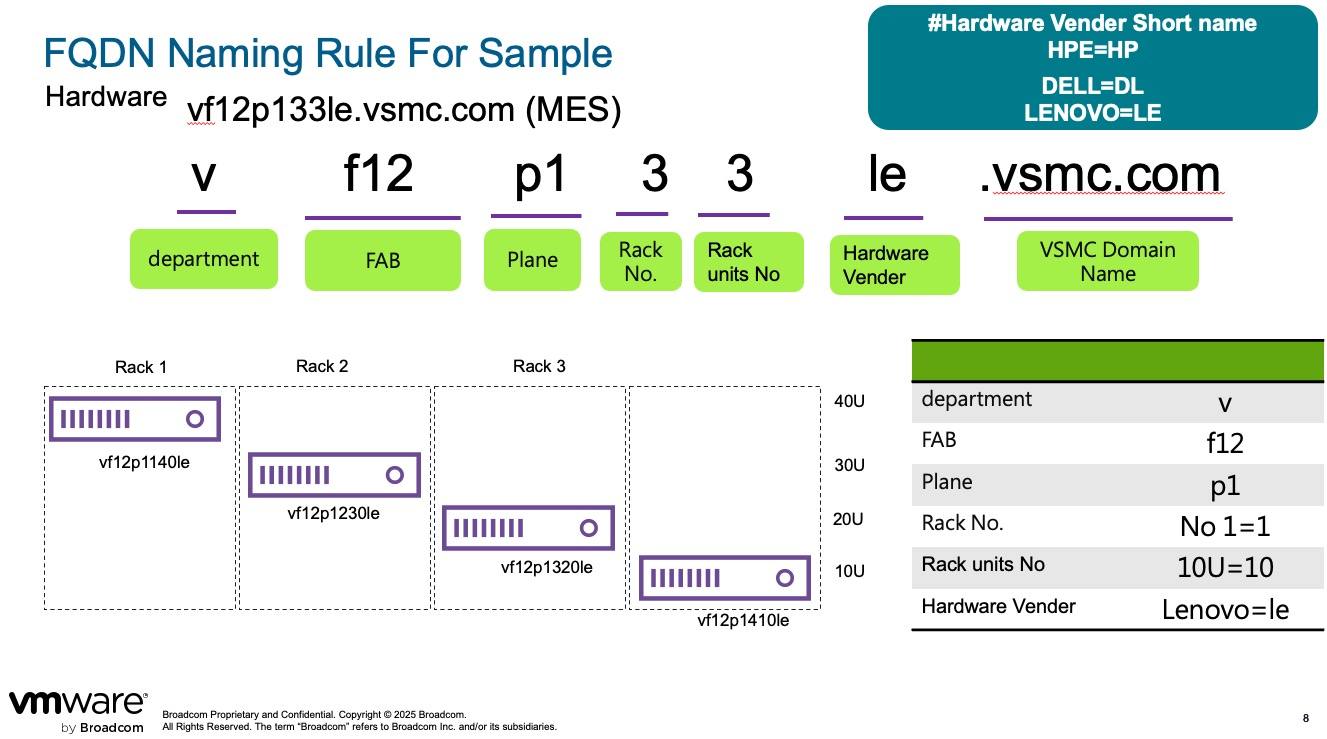 FQDN Naming Rule For Sample
#Hardware Vender Short name
HPE=HP
DELL=DL
LENOVO=LE
Hardware
vf12p133le.vsmc.com (MES)
v f12 p1 3 3 le .vsmc.com
department
FAB
Plane
Rack
No.
Rack
units No
Hardware
Vender
VSMC Domain
Name
Rack 1
Rack 2
Rack 3
40U
30U
20U
10U
vf12p1140le
vf12p1230le
vf12p1320le
vf12p1410le
department v
FAB f12
Plane p1
Rack No. No 1=1
Rack units No 10U=10
Hardware Vender Lenovo=le
vmware®
by Broadcom
Broadcom Proprietary and Confidential. Copyright © 2025 Broadcom.
All Rights Reserved. The term “Broadcom” refers to Broadcom Inc. and/or its subsidiaries.
8